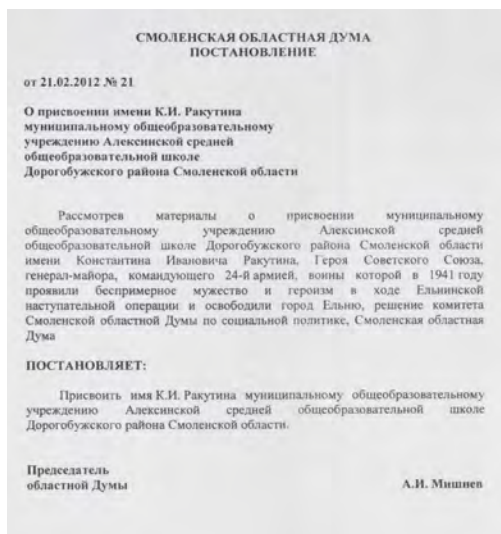 СМОЛЕНСКАЯ ОБЛАСТНАЯ ДУМА
ПОСТАНОВЛЕНИЕ
от 21.02.2012 № 21
О присвоении имени К.И. Ракутина
муниципальному общеобразовательному
учреждению Алексинской средней
общеобразовательной школе
Дорогобужского района Смоленской области
Рассмотрев материалы о присвоении муниципальному
общеобразовательному учреждению Алексинской средней
общеобразовательной школе Дорогобужского района Смоленской области
имени Константина Ивановича Ракутина, Героя Советского Союза,
генерал-майора, командующего 24-й армией, воины которой в 1941 году
проявили беспримерное мужество и героизм в ходе Ельнинской
наступательной операции и освободили город Ельню, решение комитета
Смоленской областной Думы по социальной политике, Смоленская областная
Дума
ПОСТАНОВЛЯЕТ:
Присвоить имя К.И. Ракутина муниципальному общеобразовательному
учреждению Алексинской средней общеобразовательной школе
Дорогобужского района Смоленской области.
Председатель
областной Думы А.И. Мишнев